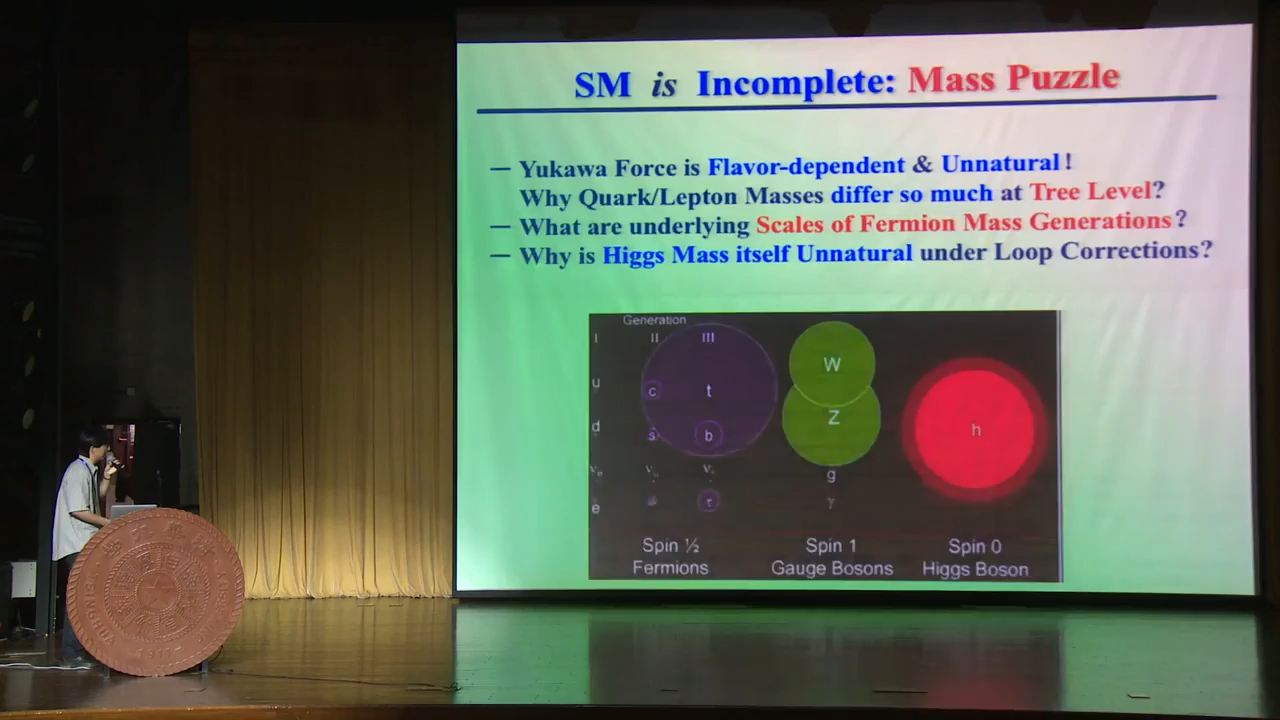 SM is Incomplete: Mass Puzzle
— Yukawa Force is Flavor-dependent & Unnatural !
Why Quark/Lepton Masses differ so much at Tree Level?
— What are underlying Scales of Fermion Mass Generations ?
— Why is Higgs Mass itself Unnatural under Loop Corrections?
Generation
I II III
u c t
d s b
e τ
W
Z
g
γ
h
Spin ½
Fermions
Spin 1
Gauge Bosons
Spin 0
Higgs Boson
1911